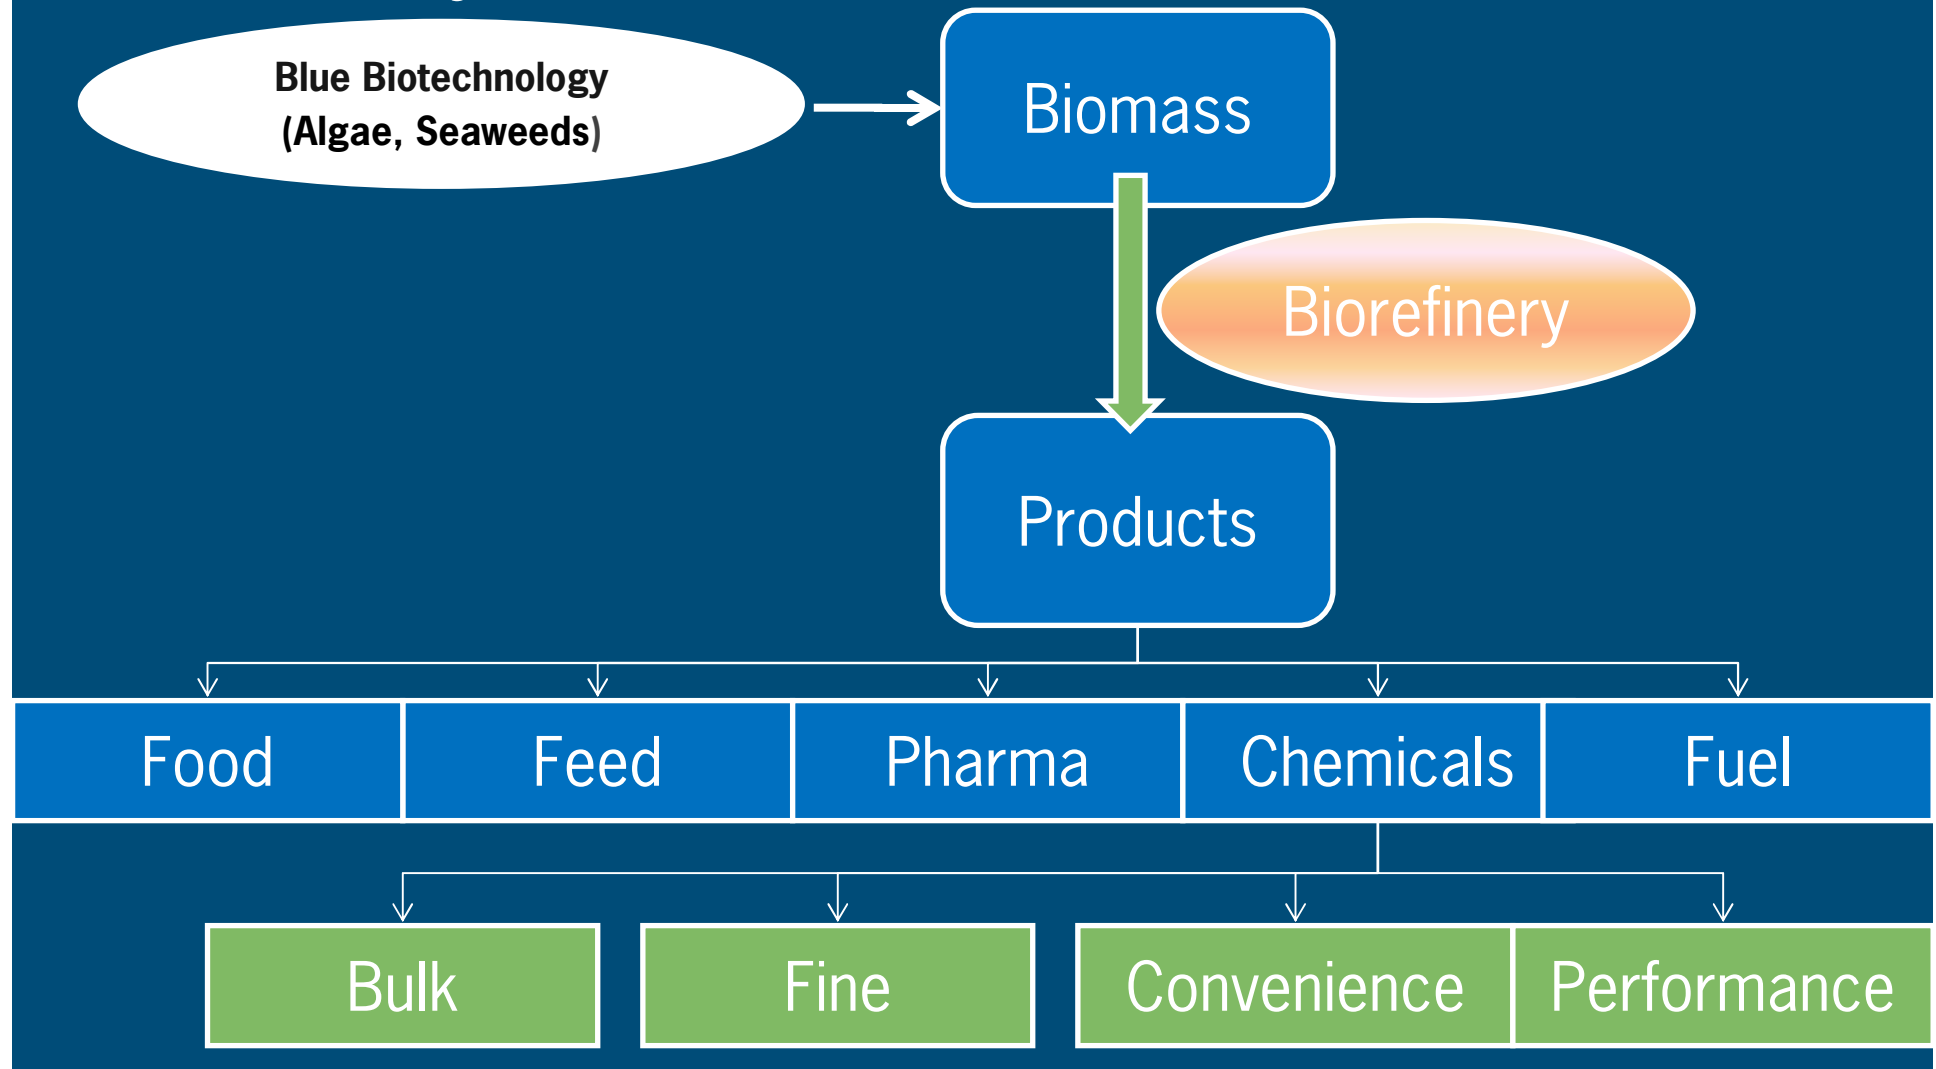 Blue Biotechnology
(Algae, Seaweeds)
Biomass
Biorefinery
Products
Food
Feed
Pharma
Chemicals
Fuel
Bulk
Fine
Convenience
Performance